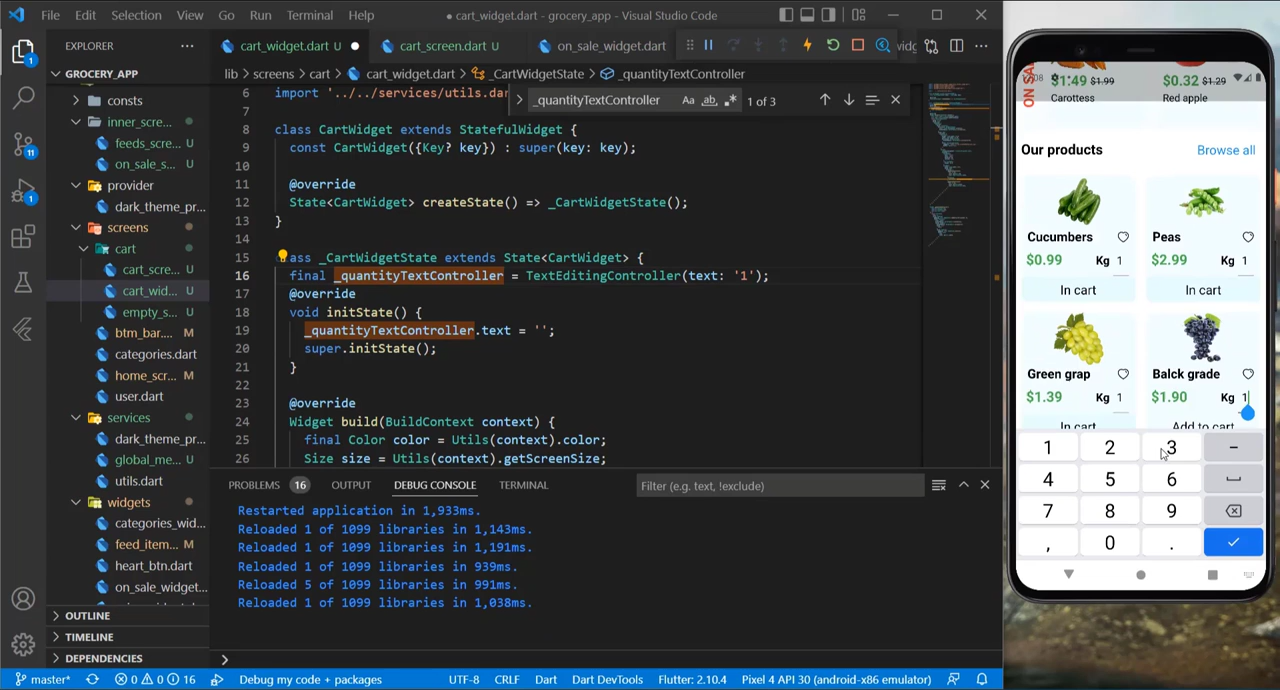 File Edit Selection View Go Run Terminal Help
● cart_widget.dart - grocery_app - Visual Studio Code
EXPLORER
cart_widget.dart U
cart_screen.dart U
on_sale_widget.dart
lib > screens > cart > cart_widget.dart > _CartWidgetState > _quantityTextController
GROCERY_APP
consts
inner_scre...
feeds_scre... U
on_sale_s... U
provider
dark_theme_pr...
screens
cart
cart_scre... U
cart_wid... U
empty_s... U
btm_bar.... M
categories.dart
home_scr... M
user.dart
services
dark_theme_pr...
global_me... U
utils.dart
widgets
categories_wid...
feed_item... M
heart_btn.dart
on_sale_widget...
OUTLINE
TIMELINE
DEPENDENCIES
1
11
1
_quantityTextController Aa ab 1 of 3
6 import '../../services/utils.dar
8 class CartWidget extends StatefulWidget {
9 const CartWidget({Key? key}) : super(key: key);
10
11 @override
12 State<CartWidget> createState() => _CartWidgetState();
13 }
14
15 ass _CartWidgetState extends State<CartWidget> {
16 final _quantityTextController = TextEditingController(text: '1');
17 @override
18 void initState() {
19 _quantityTextController.text = '';
20 super.initState();
21 }
22
23 @override
24 Widget build(BuildContext context) {
25 final Color color = Utils(context).color;
26 Size size = Utils(context).getScreenSize;
PROBLEMS 16 OUTPUT DEBUG CONSOLE TERMINAL
Filter (e.g. text, !exclude)
Restarted application in 1,933ms.
Reloaded 1 of 1099 libraries in 1,143ms.
Reloaded 1 of 1099 libraries in 1,191ms.
Reloaded 1 of 1099 libraries in 939ms.
Reloaded 5 of 1099 libraries in 991ms.
Reloaded 1 of 1099 libraries in 1,038ms.
master* 0 0 16 Debug my code + packages UTF-8 CRLF Dart Dart DevTools Flutter: 2.10.4 Pixel 4 API 30 (android-x86 emulator)
$1.49 $1.99
Carottess
$0.32 $1.29
Red apple
Our products Browse all
Cucumbers
$0.99 Kg 1
In cart
Peas
$2.99 Kg 1
In cart
Green grap
$1.39 Kg 1
In cart
Balck grade
$1.90 Kg 1
Add to cart
1 2 3 −
4 5 6
7 8 9
, 0 .